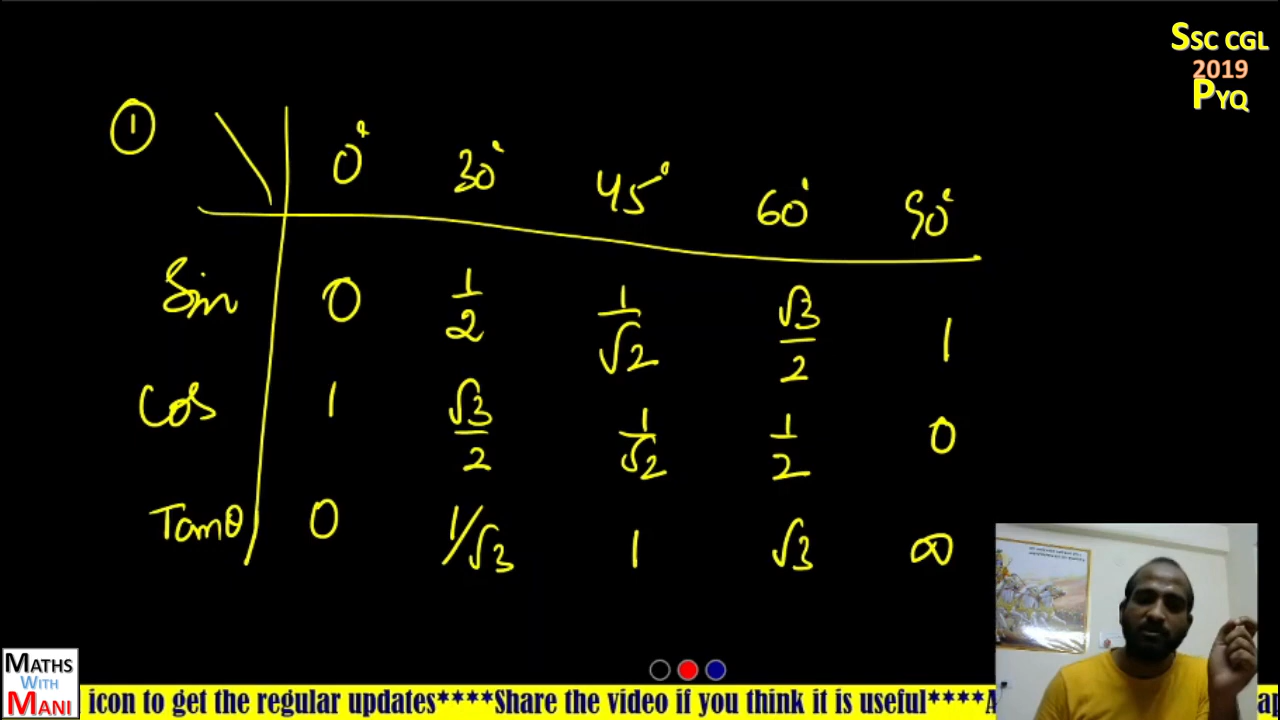 SSC CGL
2019
PYQ
1
0° 30° 45° 60° 90°
Sin 0 1/2 1/√2 √3/2 1
Cos 1 √3/2 1/√2 1/2 0
Tanθ 0 1/√3 1 √3 ∞
MATHS
WITH
MANI
icon to get the regular updates****Share the video if you think it is useful****A
ap